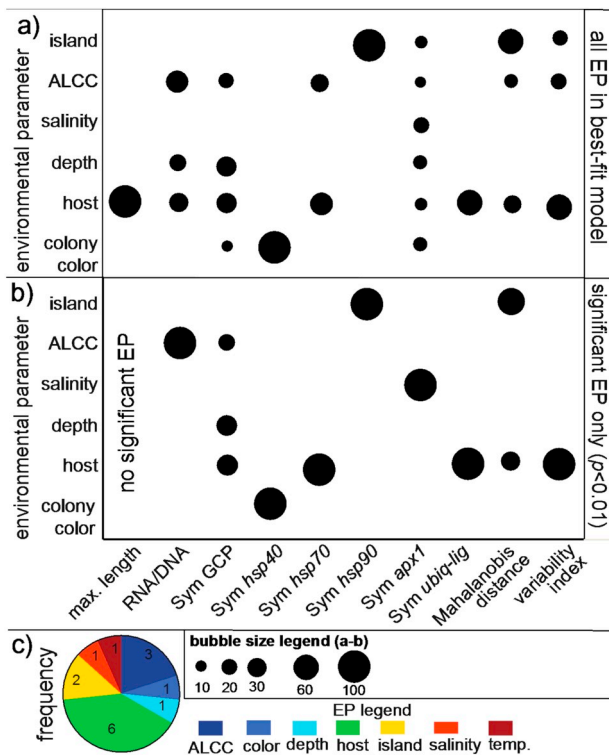 a)
environmental parameter
island
ALCC
salinity
depth
host
colony
color
all EP in best-fit model
b)
environmental parameter
island
ALCC
salinity
depth
host
colony
color
no significant EP
significant EP only (p<0.01)
max. length
RNA/DNA
Sym GCP
Sym hsp40
Sym hsp70
Sym hsp90
Sym apx1
Sym ubiq-lig
Mahalanobis
distance
variability
index
c)
frequency
3
1
1
6
2
1
1
bubble size legend (a-b)
10 20 30 60 100
EP legend
ALCC color depth host island salinity temp.